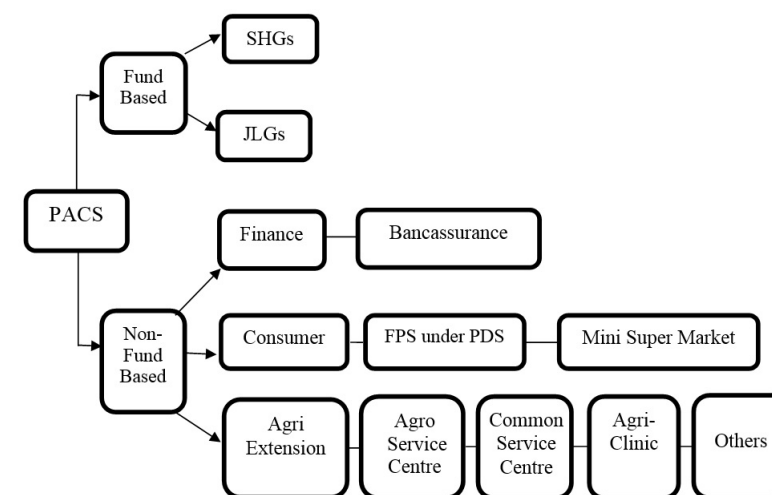 SHGs
Fund
Based
JLGs
PACS
Finance
Bancassurance
Non-
Fund
Based
Consumer
FPS under PDS
Mini Super Market
Agri
Extension
Agro
Service
Centre
Common
Service
Centre
Agri-
Clinic
Others